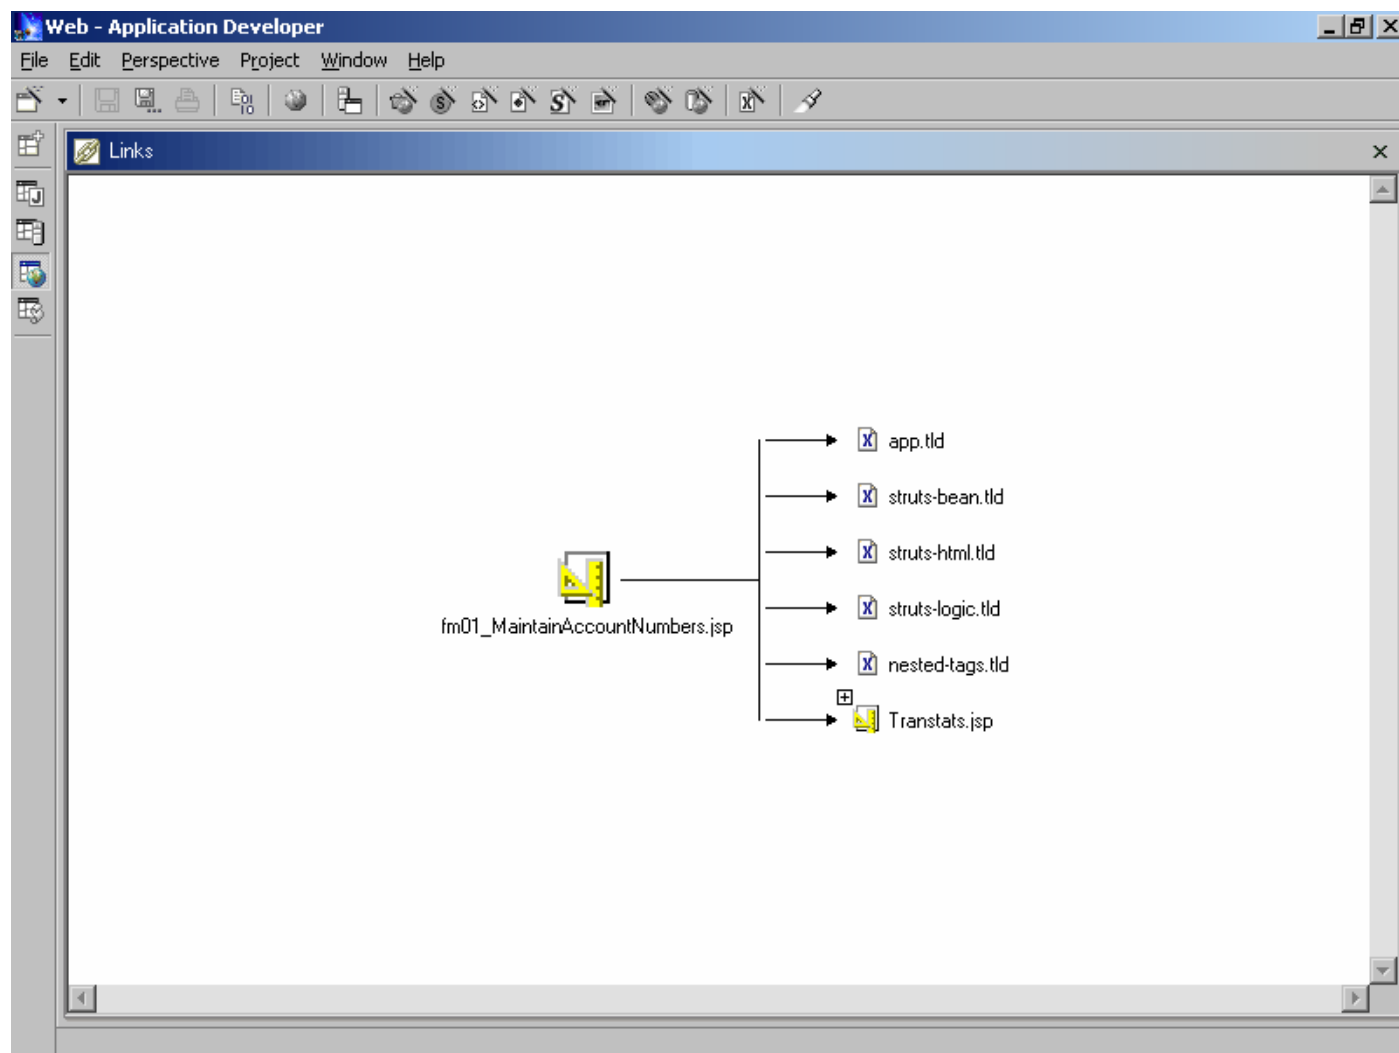 Web - Application Developer
File Edit Perspective Project Window Help
Links
app.tld
struts-bean.tld
struts-html.tld
struts-logic.tld
fm01_MaintainAccountNumbers.jsp
nested-tags.tld
Transtats.jsp